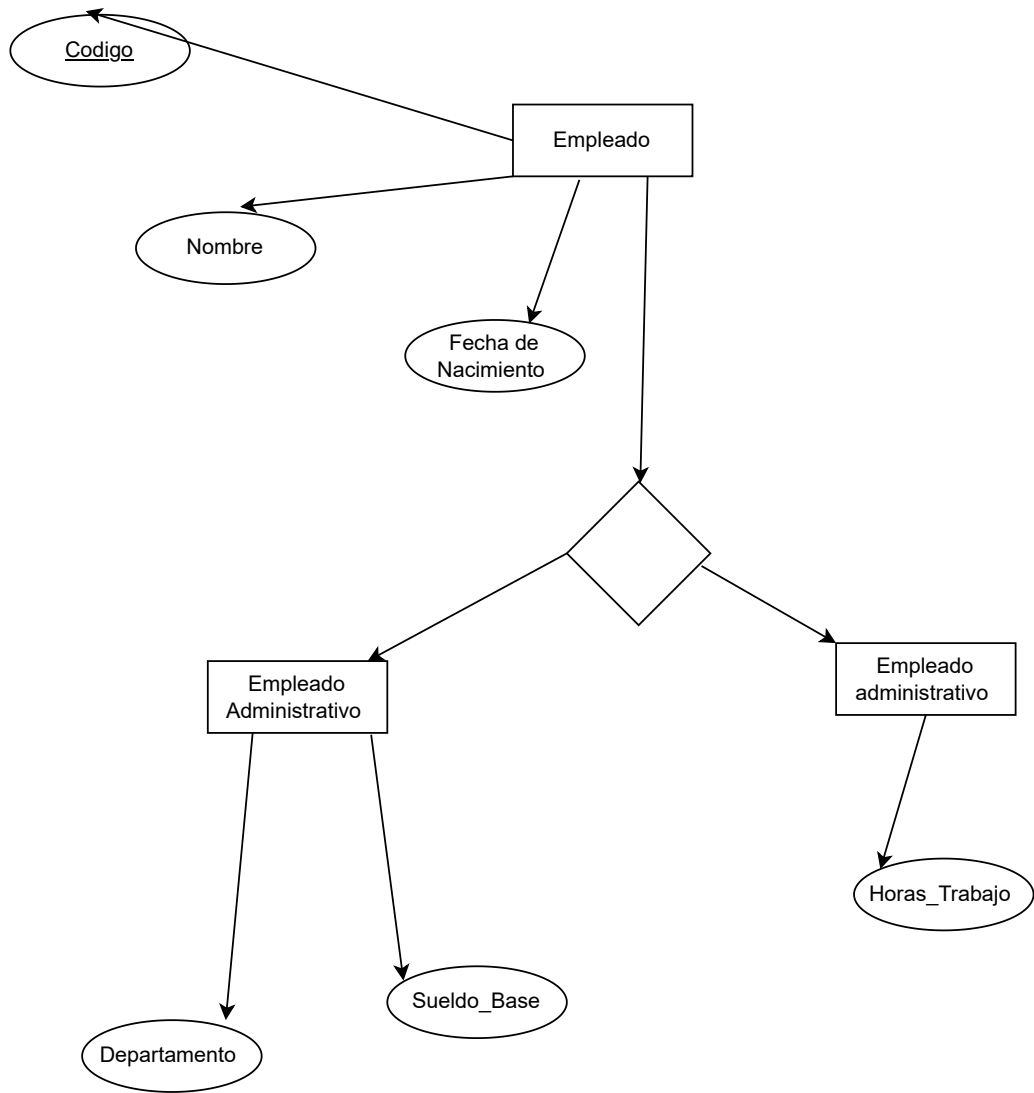 Codigo
Empleado
Nombre
Fecha de
Nacimiento
Empleado
Administrativo
Empleado
administrativo
Horas_Trabajo
Sueldo_Base
Departamento